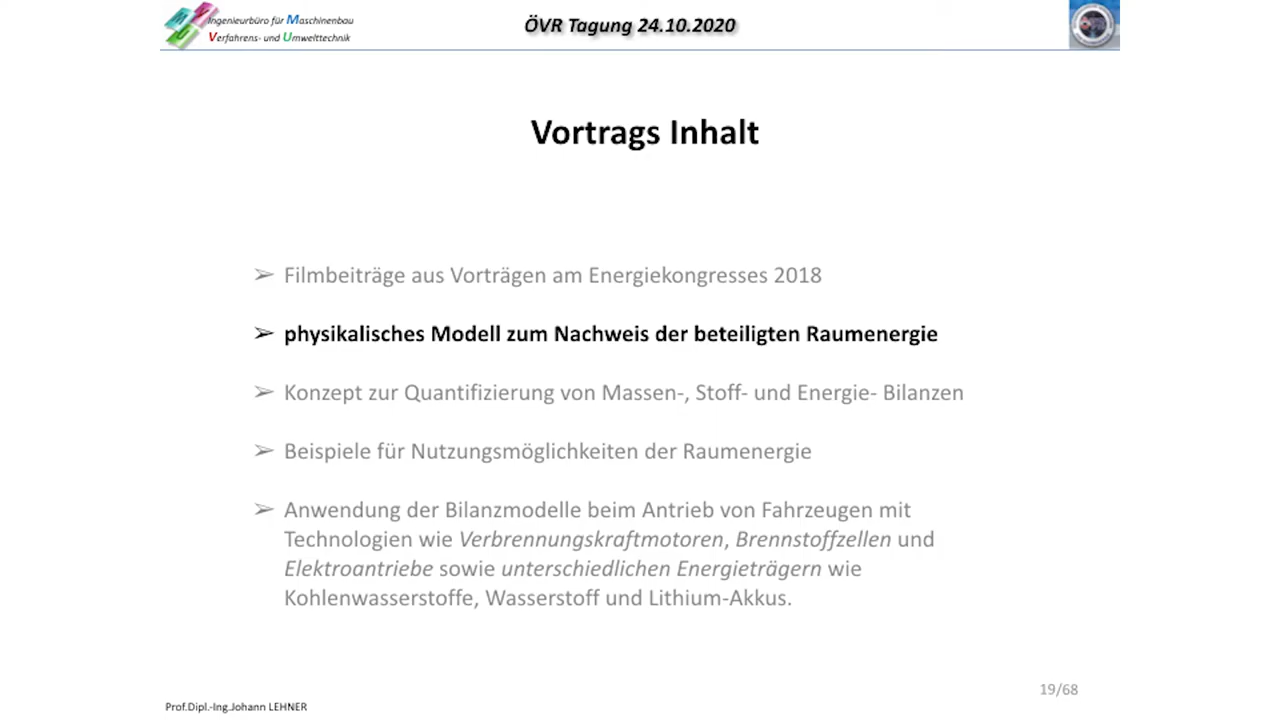 Ingenieurbüro für Maschinenbau
Verfahrens- und Umwelttechnik
ÖVR Tagung 24.10.2020
Vortrags Inhalt
➢ Filmbeiträge aus Vorträgen am Energiekongresses 2018
➢ physikalisches Modell zum Nachweis der beteiligten Raumenergie
➢ Konzept zur Quantifizierung von Massen-, Stoff- und Energie- Bilanzen
➢ Beispiele für Nutzungsmöglichkeiten der Raumenergie
➢ Anwendung der Bilanzmodelle beim Antrieb von Fahrzeugen mit
Technologien wie Verbrennungskraftmotoren, Brennstoffzellen und
Elektroantriebe sowie unterschiedlichen Energieträgern wie
Kohlenwasserstoffe, Wasserstoff und Lithium-Akkus.
19/68
Prof.Dipl.-Ing.Johann LEHNER